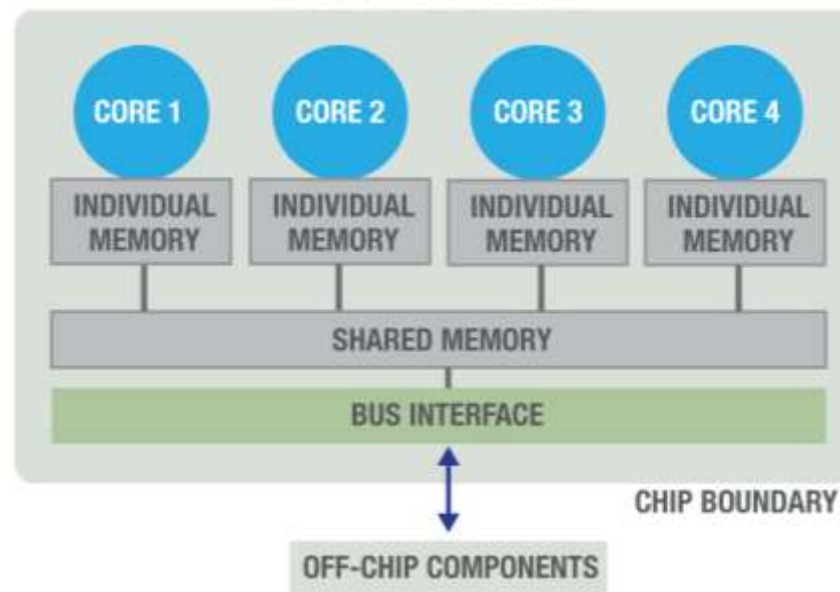 CORE 1 CORE 2 CORE 3 CORE 4
INDIVIDUAL INDIVIDUAL INDIVIDUAL INDIVIDUAL
MEMORY MEMORY MEMORY MEMORY
SHARED MEMORY
BUS INTERFACE
CHIP BOUNDARY
OFF-CHIP COMPONENTS